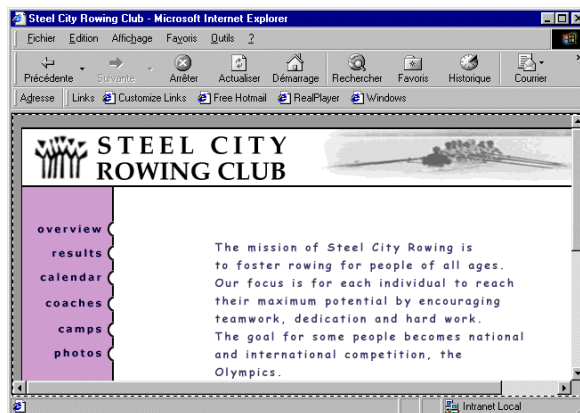 Steel City Rowing Club - Microsoft Internet Explorer
Fichier Edition Affichage Favoris Outils ?
Précédente Suivante Arrêter Actualiser Démarrage Rechercher Favoris Historique Courrier
Adresse Links Customize Links Free Hotmail RealPlayer Windows
STEEL CITY
ROWING CLUB
overview
results
calendar
coaches
camps
photos
The mission of Steel City Rowing is
to foster rowing for people of all ages.
Our focus is for each individual to reach
their maximum potential by encouraging
teamwork, dedication and hard work.
The goal for some people becomes national
and international competition, the
Olympics.
Intranet Local